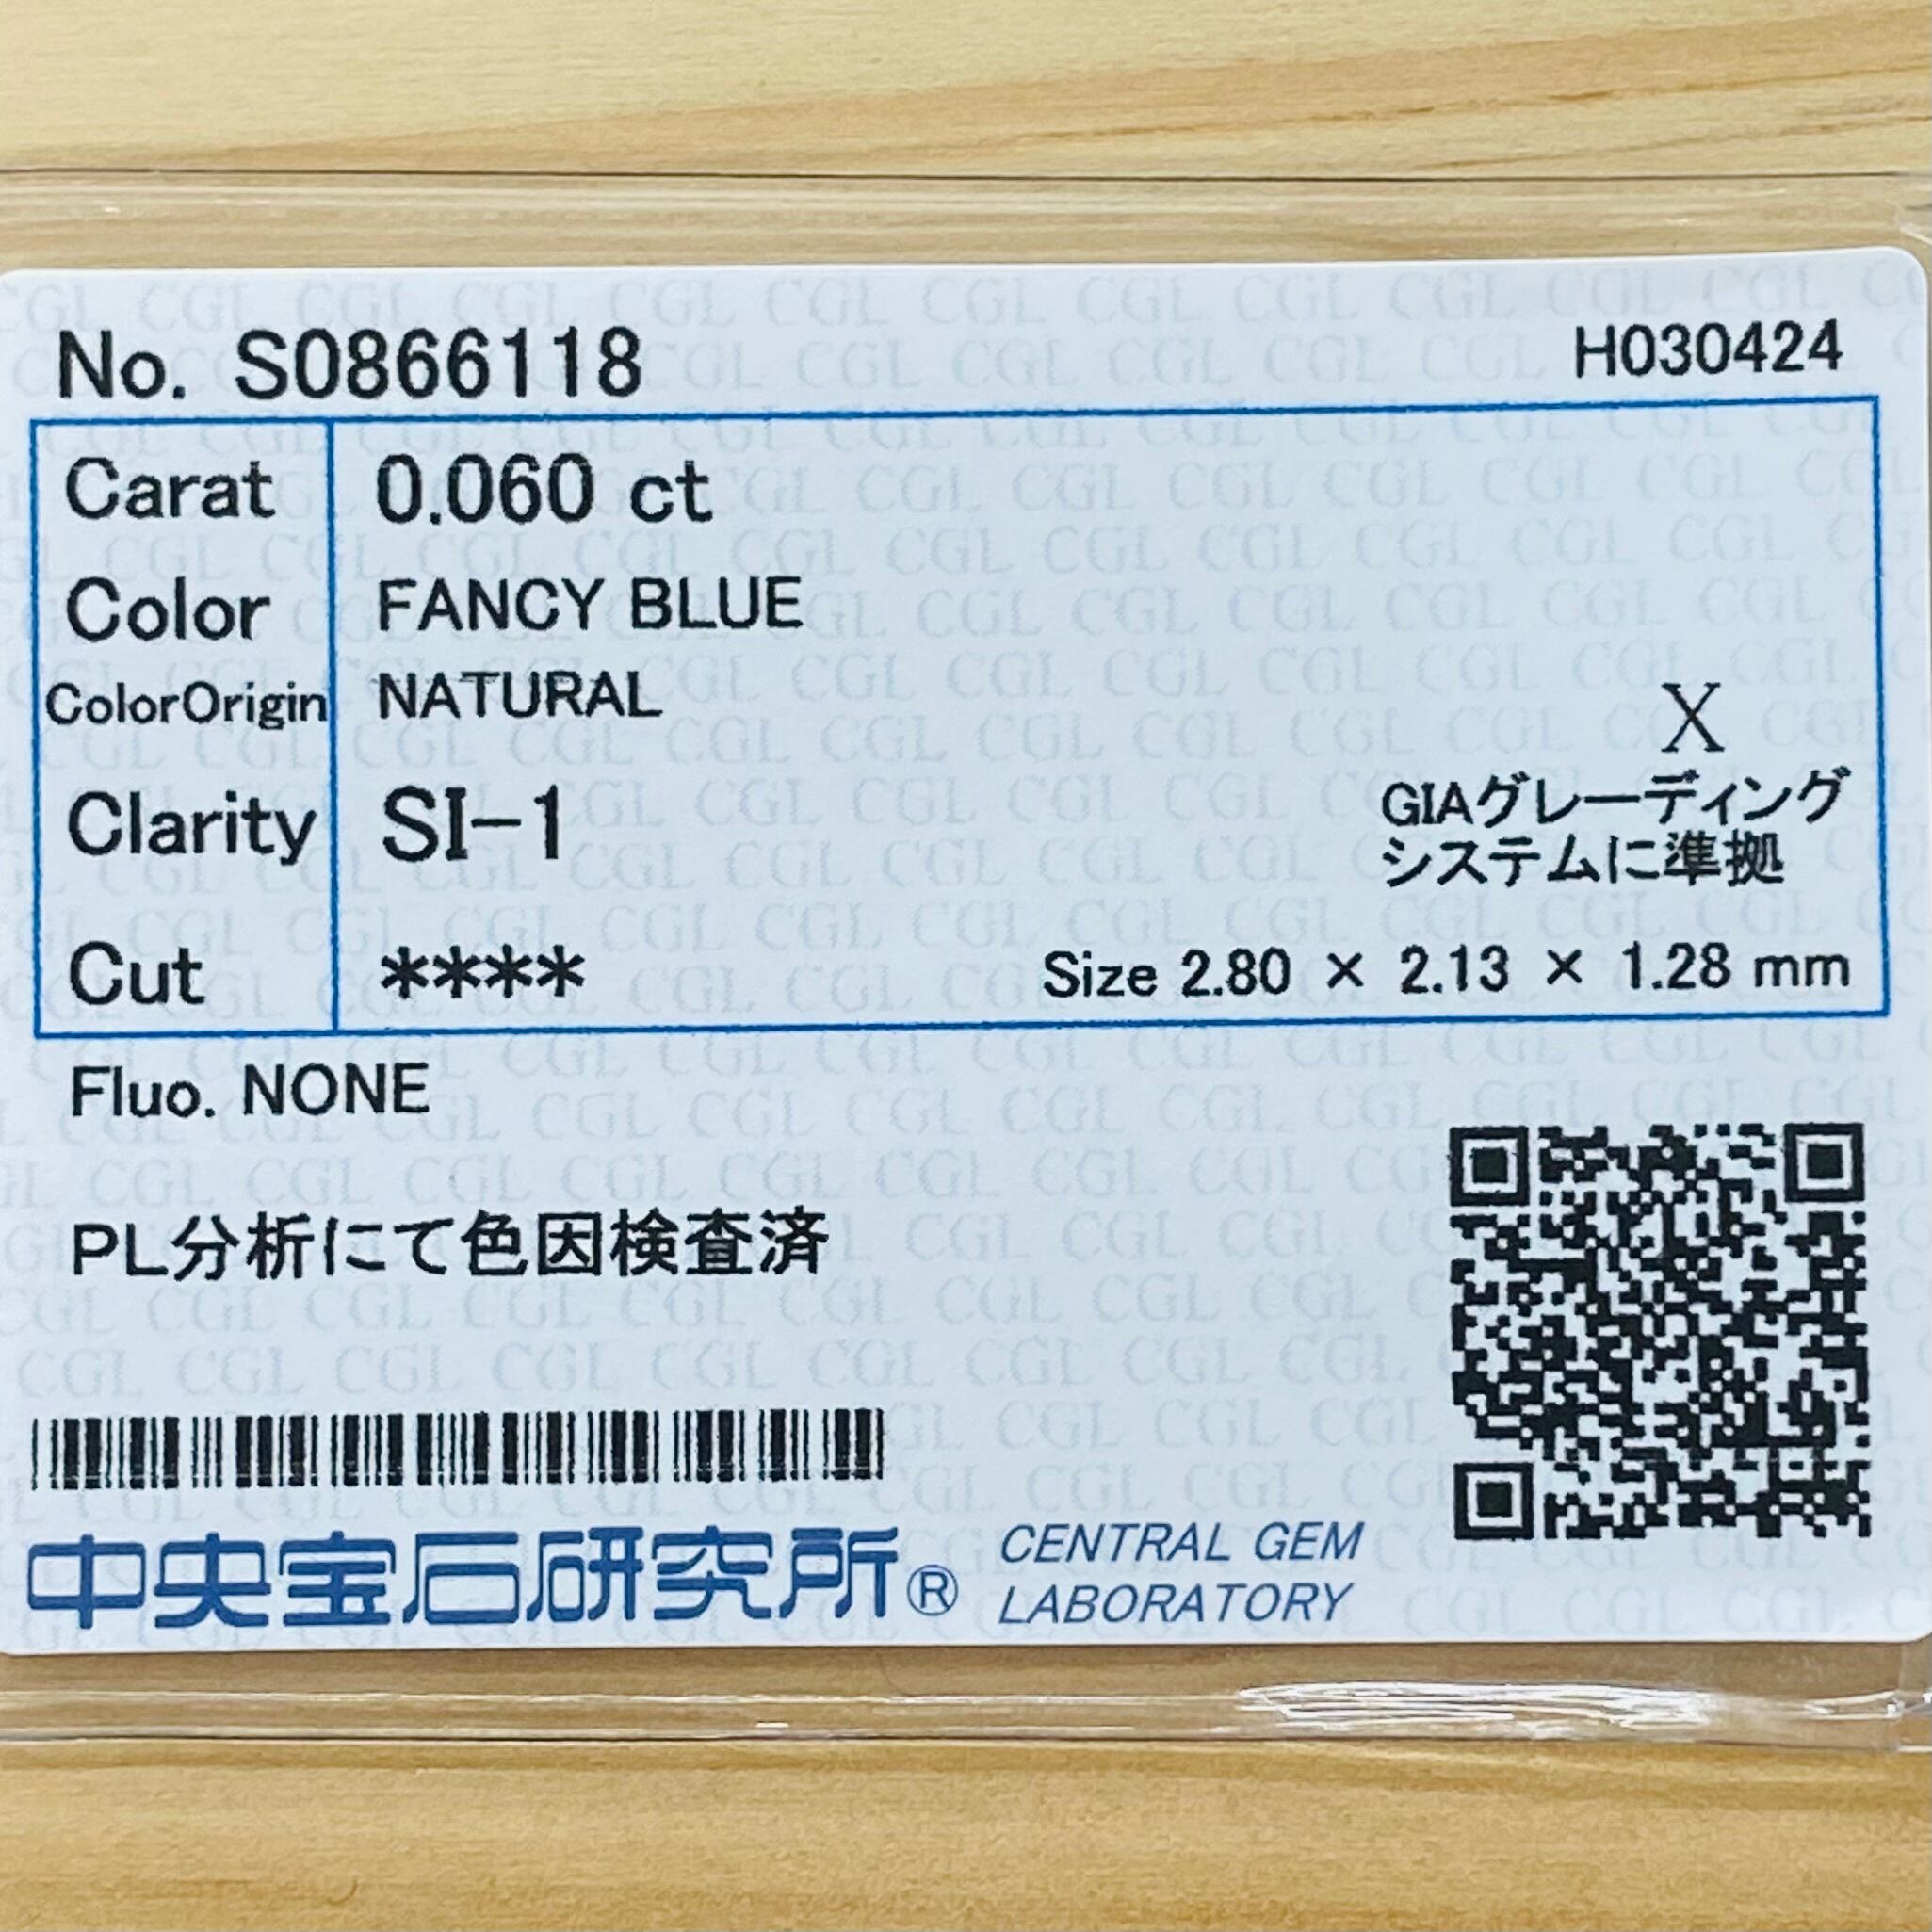 No. S0866118
H030424
Carat 0.060 ct
Color FANCY BLUE
ColorOrigin NATURAL
X
Clarity SI-1
GIAグレーディング
システムに準拠
Cut ****
Size 2.80 × 2.13 × 1.28 mm
Fluo. NONE
PL分析にて色因検査済
中央宝石研究所®
CENTRAL GEM
LABORATORY